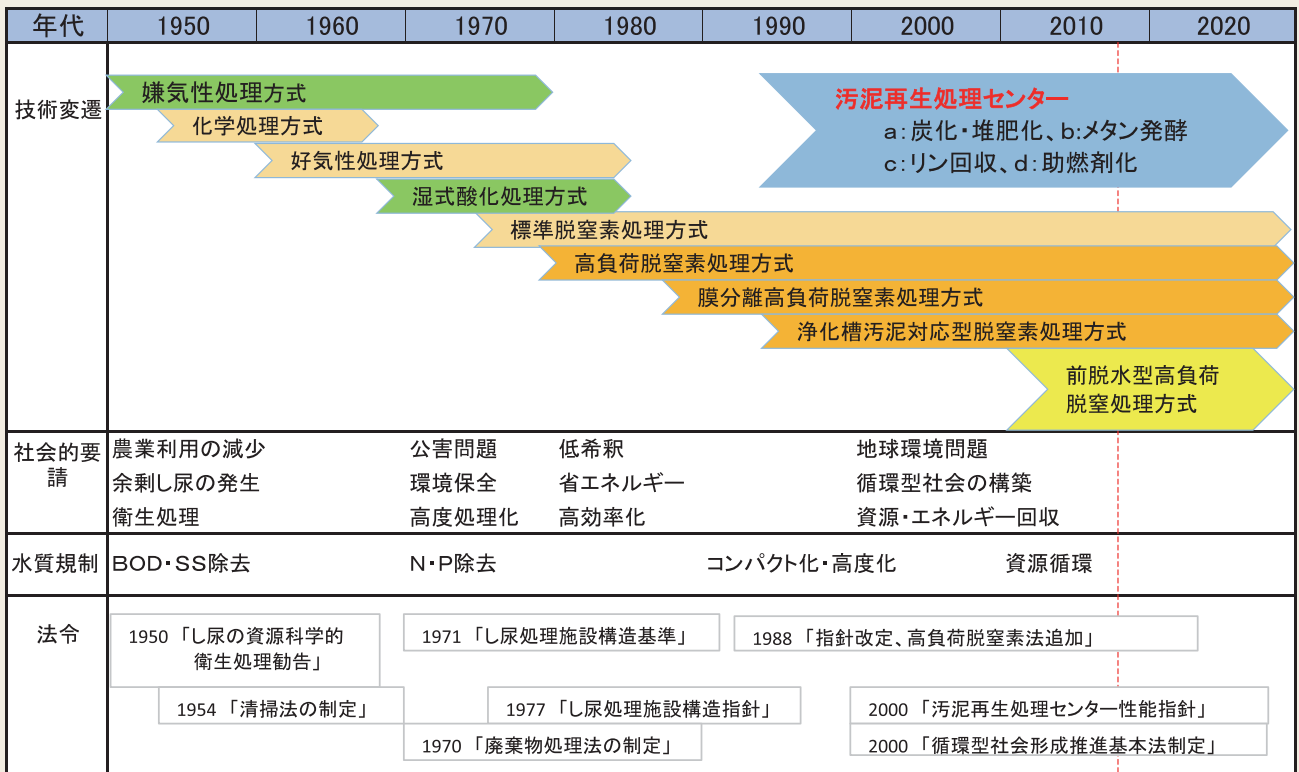 年代 1950 1960 1970 1980 1990 2000 2010 2020
技術変遷
嫌気性処理方式
化学処理方式
好気性処理方式
湿式酸化処理方式
標準脱窒素処理方式
高負荷脱窒素処理方式
膜分離高負荷脱窒素処理方式
浄化槽汚泥対応型脱窒素処理方式
汚泥再生処理センター
a:炭化・堆肥化、b:メタン発酵
c:リン回収、d:助燃剤化
前脱水型高負荷
脱窒処理方式
社会的要
請
農業利用の減少
余剰し尿の発生
衛生処理
公害問題
環境保全
高度処理化
低希釈
省エネルギー
高効率化
地球環境問題
循環型社会の構築
資源・エネルギー回収
水質規制
BOD・SS除去
N・P除去
コンパクト化・高度化
資源循環
法令
1950 「し尿の資源科学的
衛生処理勧告」
1971 「し尿処理施設構造基準」
1988 「指針改定、高負荷脱窒素法追加」
1954 「清掃法の制定」
1977 「し尿処理施設構造指針」
2000 「汚泥再生処理センター性能指針」
1970 「廃棄物処理法の制定」
2000 「循環型社会形成推進基本法制定」